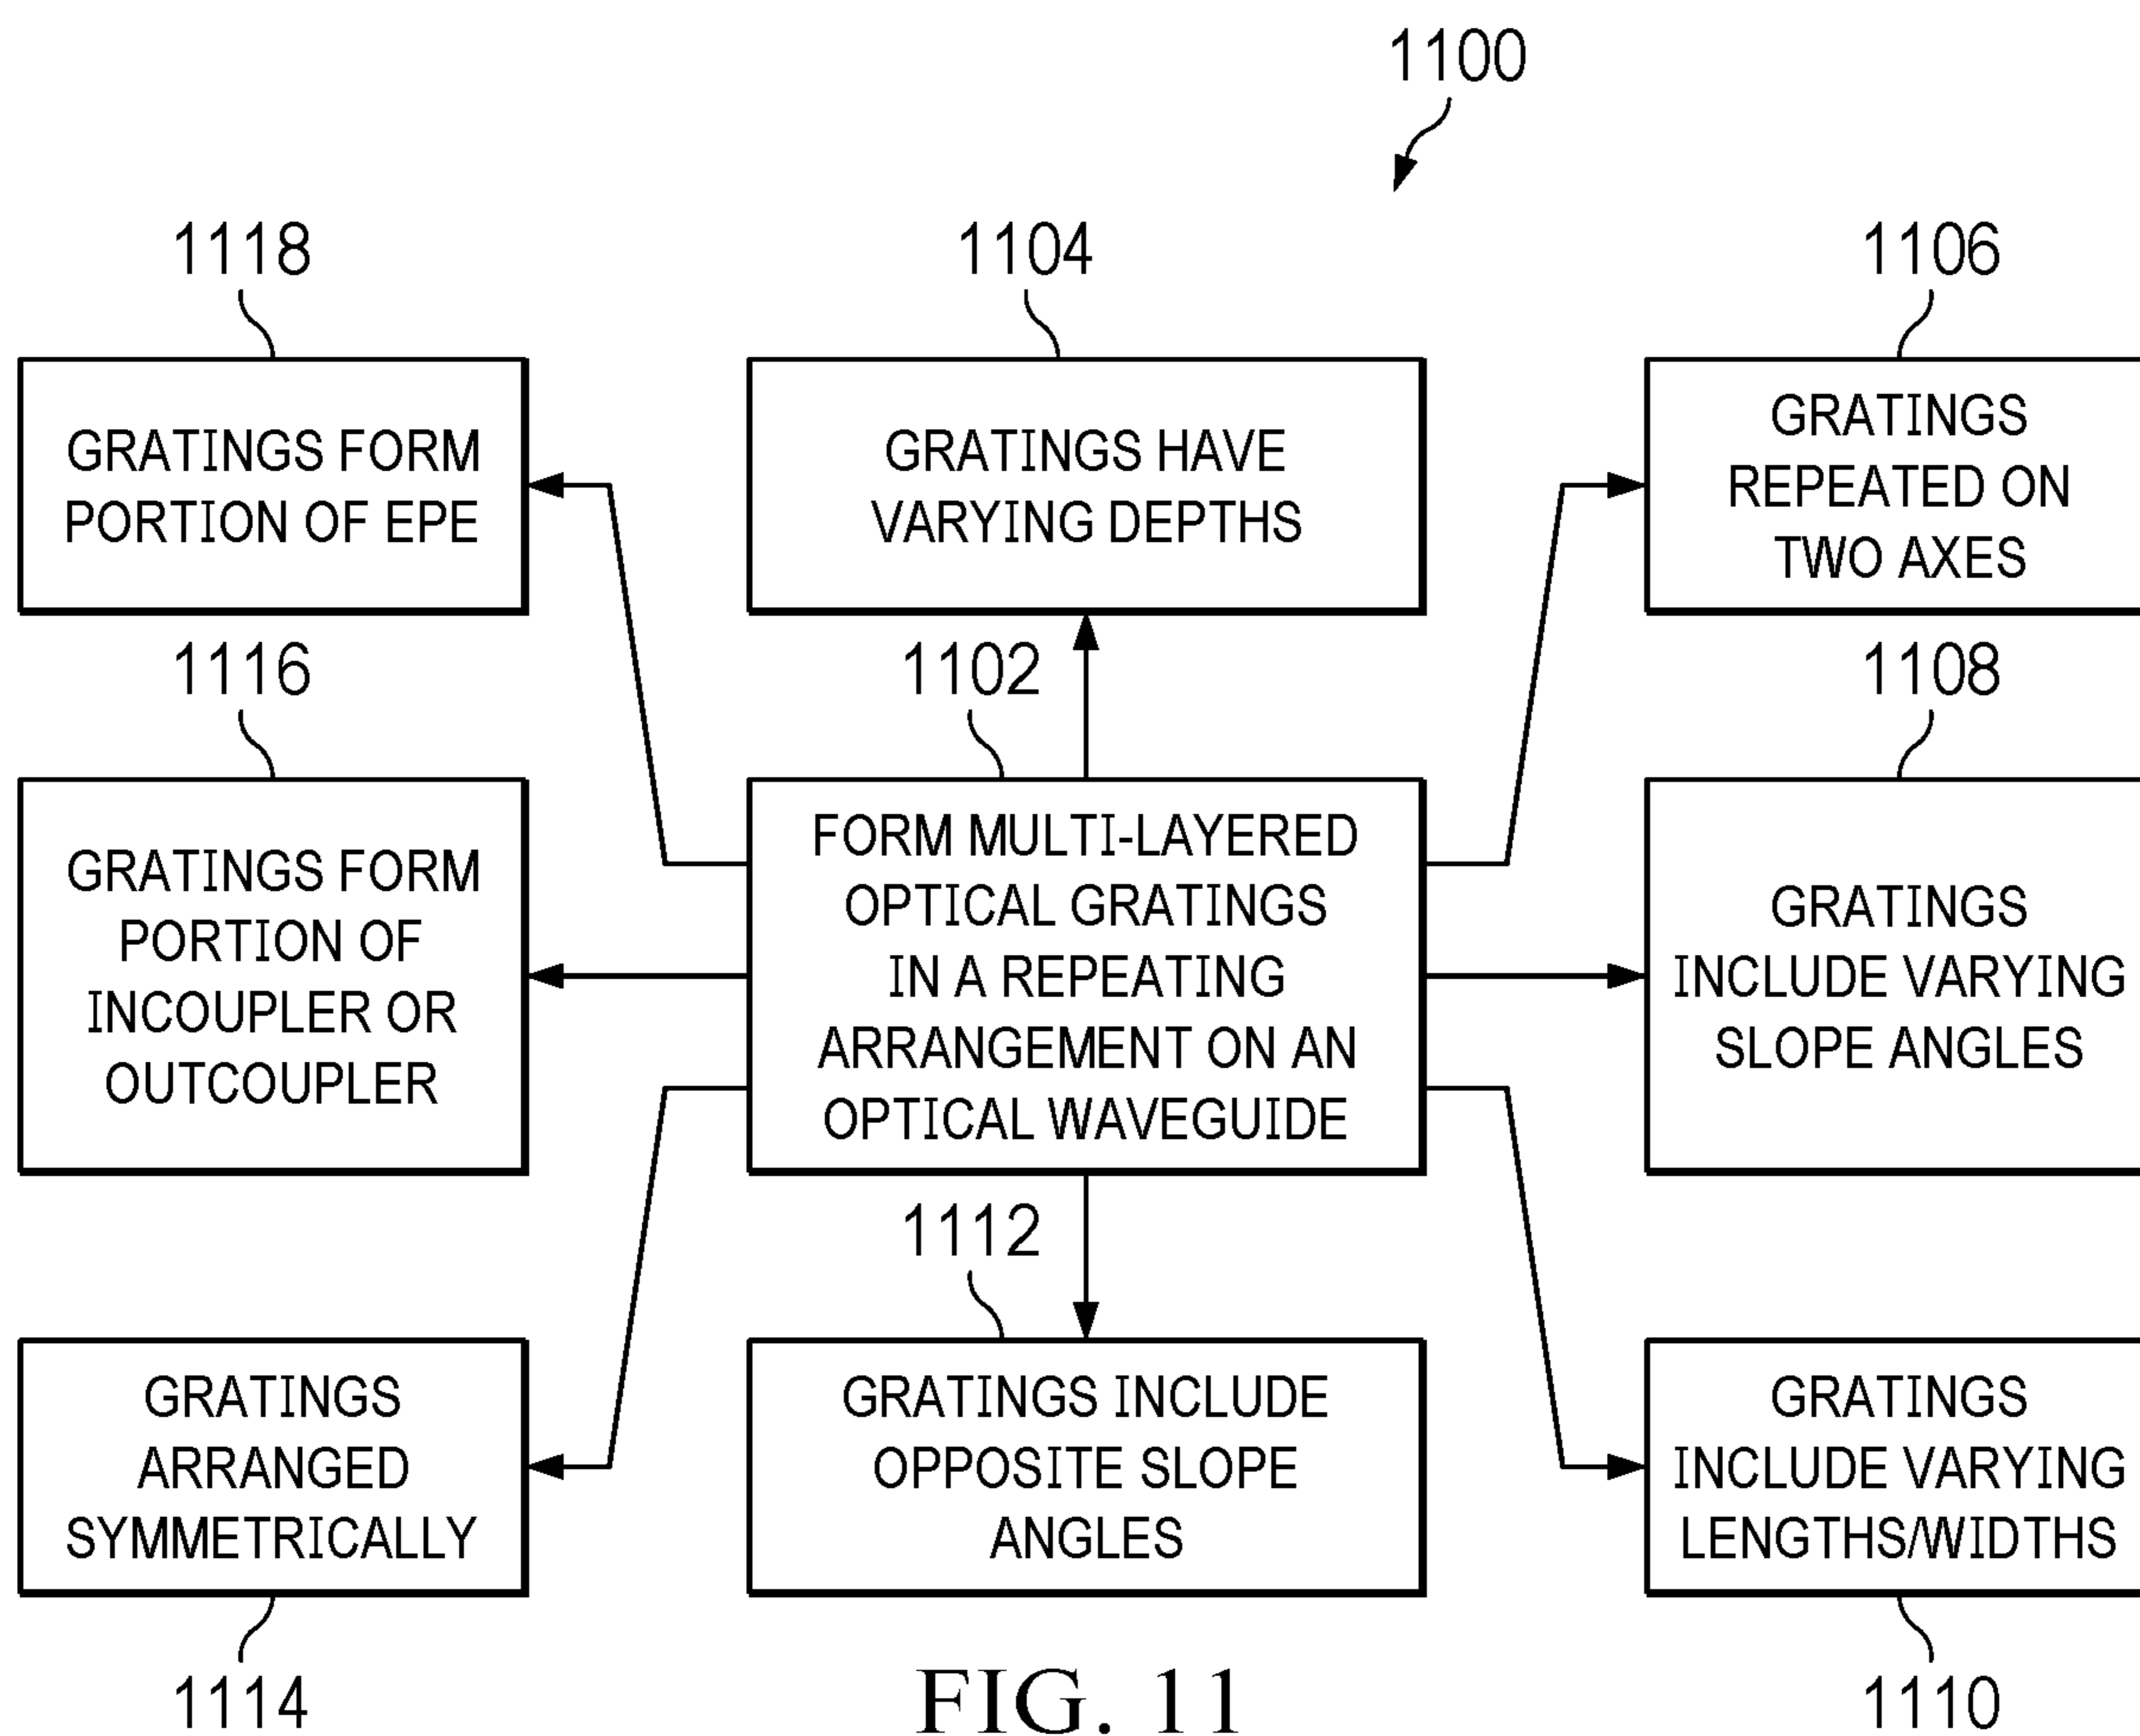 1100
1118
GRATINGS FORM
PORTION OF EPE
1104
GRATINGS HAVE
VARYING DEPTHS
1106
GRATINGS
REPEATED ON
TWO AXES
1116
GRATINGS FORM
PORTION OF
INCOUPLER OR
OUTCOUPLER
1102
FORM MULTI-LAYERED
OPTICAL GRATINGS
IN A REPEATING
ARRANGEMENT ON AN
OPTICAL WAVEGUIDE
1108
GRATINGS
INCLUDE VARYING
SLOPE ANGLES
GRATINGS
ARRANGED
SYMMETRICALLY
1114
1112
GRATINGS INCLUDE
OPPOSITE SLOPE
ANGLES
GRATINGS
INCLUDE VARYING
LENGTHS/WIDTHS
1110
FIG. 11